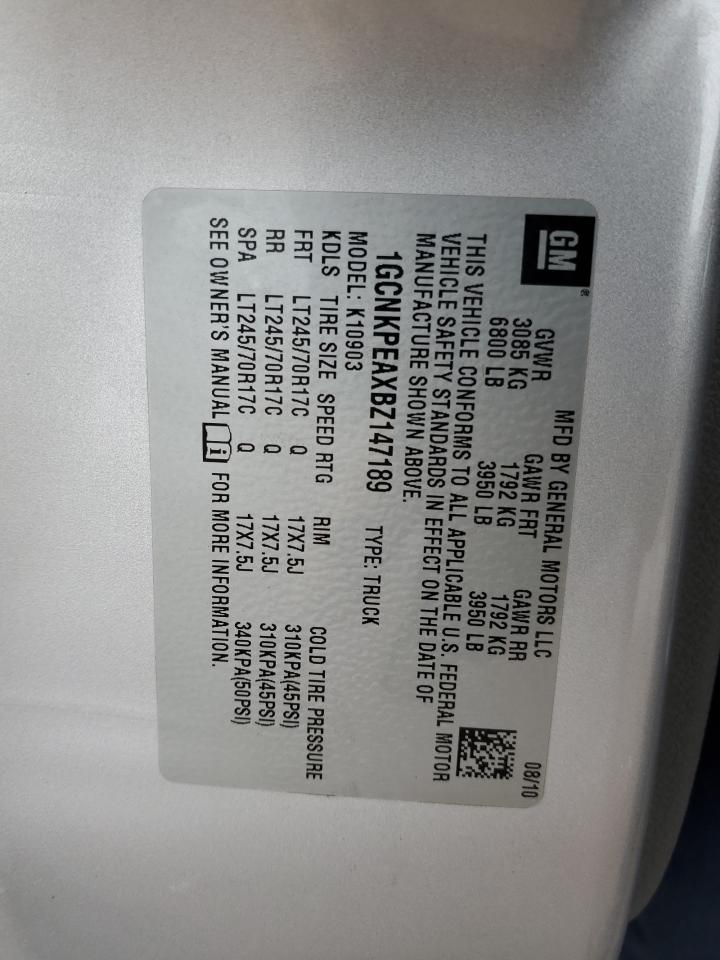 GM®
MFD BY GENERAL MOTORS LLC 08/10
GVWR GAWR FRT GAWR RR
3085 KG 1792 KG 1792 KG
6800 LB 3950 LB 3950 LB
THIS VEHICLE CONFORMS TO ALL APPLICABLE U.S. FEDERAL MOTOR
VEHICLE SAFETY STANDARDS IN EFFECT ON THE DATE OF
MANUFACTURE SHOWN ABOVE.
1GCNKPEAXBZ147189 TYPE: TRUCK
MODEL: K10903
KDLS TIRE SIZE SPEED RTG RIM COLD TIRE PRESSURE
FRT LT245/70R17C Q 17X7.5J 310KPA(45PSI)
RR LT245/70R17C Q 17X7.5J 310KPA(45PSI)
SPA LT245/70R17C Q 17X7.5J 340KPA(50PSI)
SEE OWNER'S MANUAL FOR MORE INFORMATION.